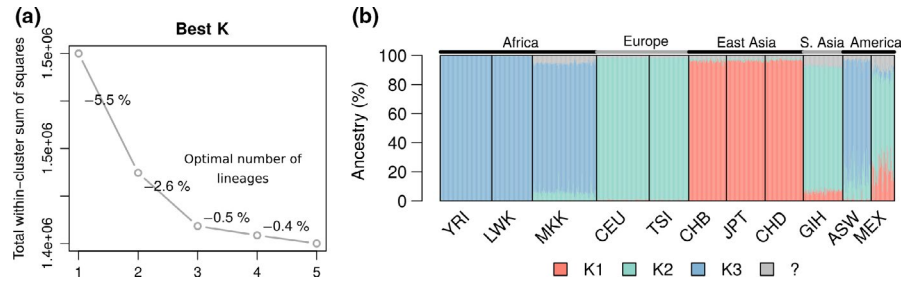 (a)
Best K
Total within−cluster sum of squares
1.5e+06
1.5e+06
1.4e+06
−5.5 %
−2.6 %
−0.5 %
−0.4 %
Optimal number of
lineages
1 2 3 4 5
(b)
Africa Europe East Asia S. Asia America
Ancestry (%)
100
80
60
40
20
0
YRI LWK MKK CEU TSI CHB JPT CHD GIH ASW MEX
K1 K2 K3 ?